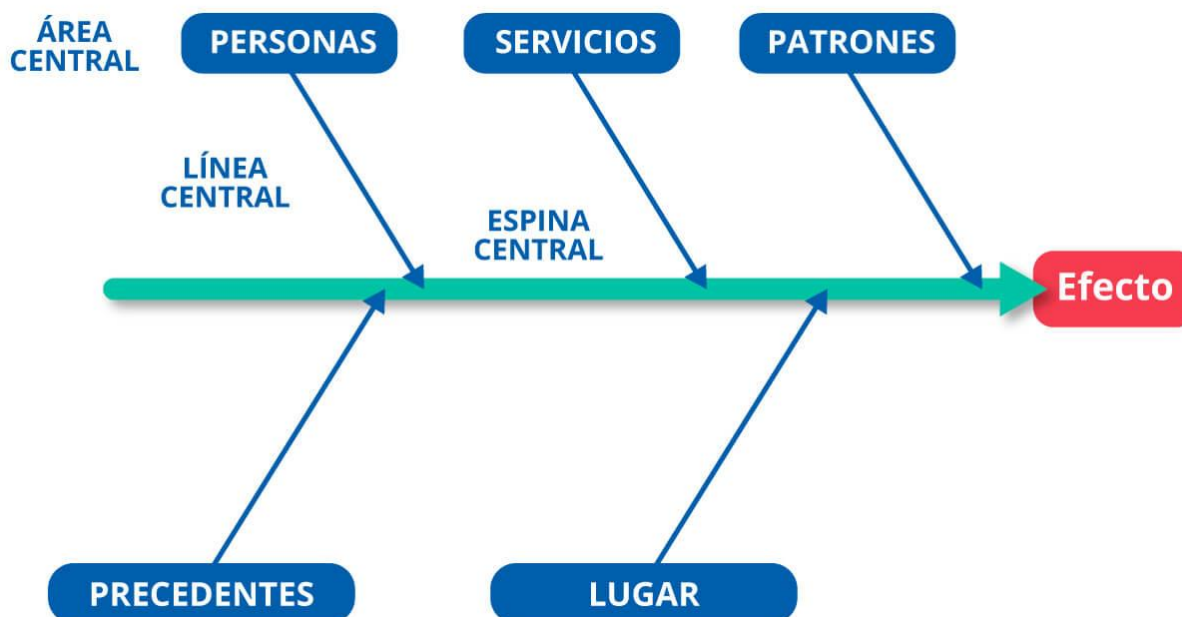 ÁREA
CENTRAL
PERSONAS
SERVICIOS
PATRONES
LÍNEA
CENTRAL
ESPINA
CENTRAL
Efecto
PRECEDENTES
LUGAR